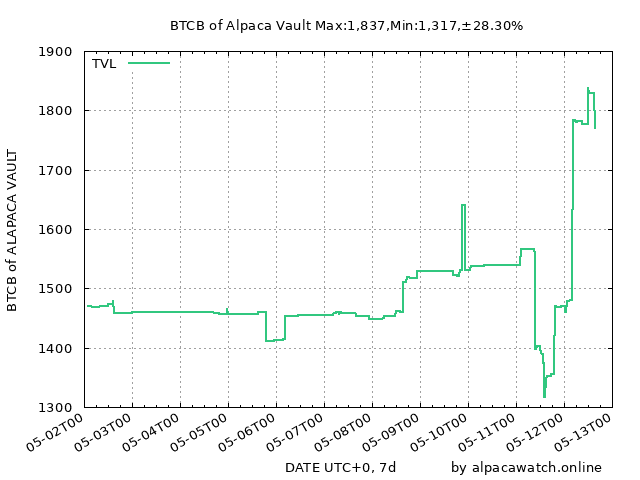 BTCB of Alpaca Vault Max:1,837,Min:1,317,±28.30%
TVL
1900
1800
1700
1600
1500
1400
1300
BTCB of ALAPACA VAULT
05-02T00
05-03T00
05-04T00
05-05T00
05-06T00
05-07T00
05-08T00
05-09T00
05-10T00
05-11T00
05-12T00
05-13T00
DATE UTC+0, 7d
by alpacawatch.online